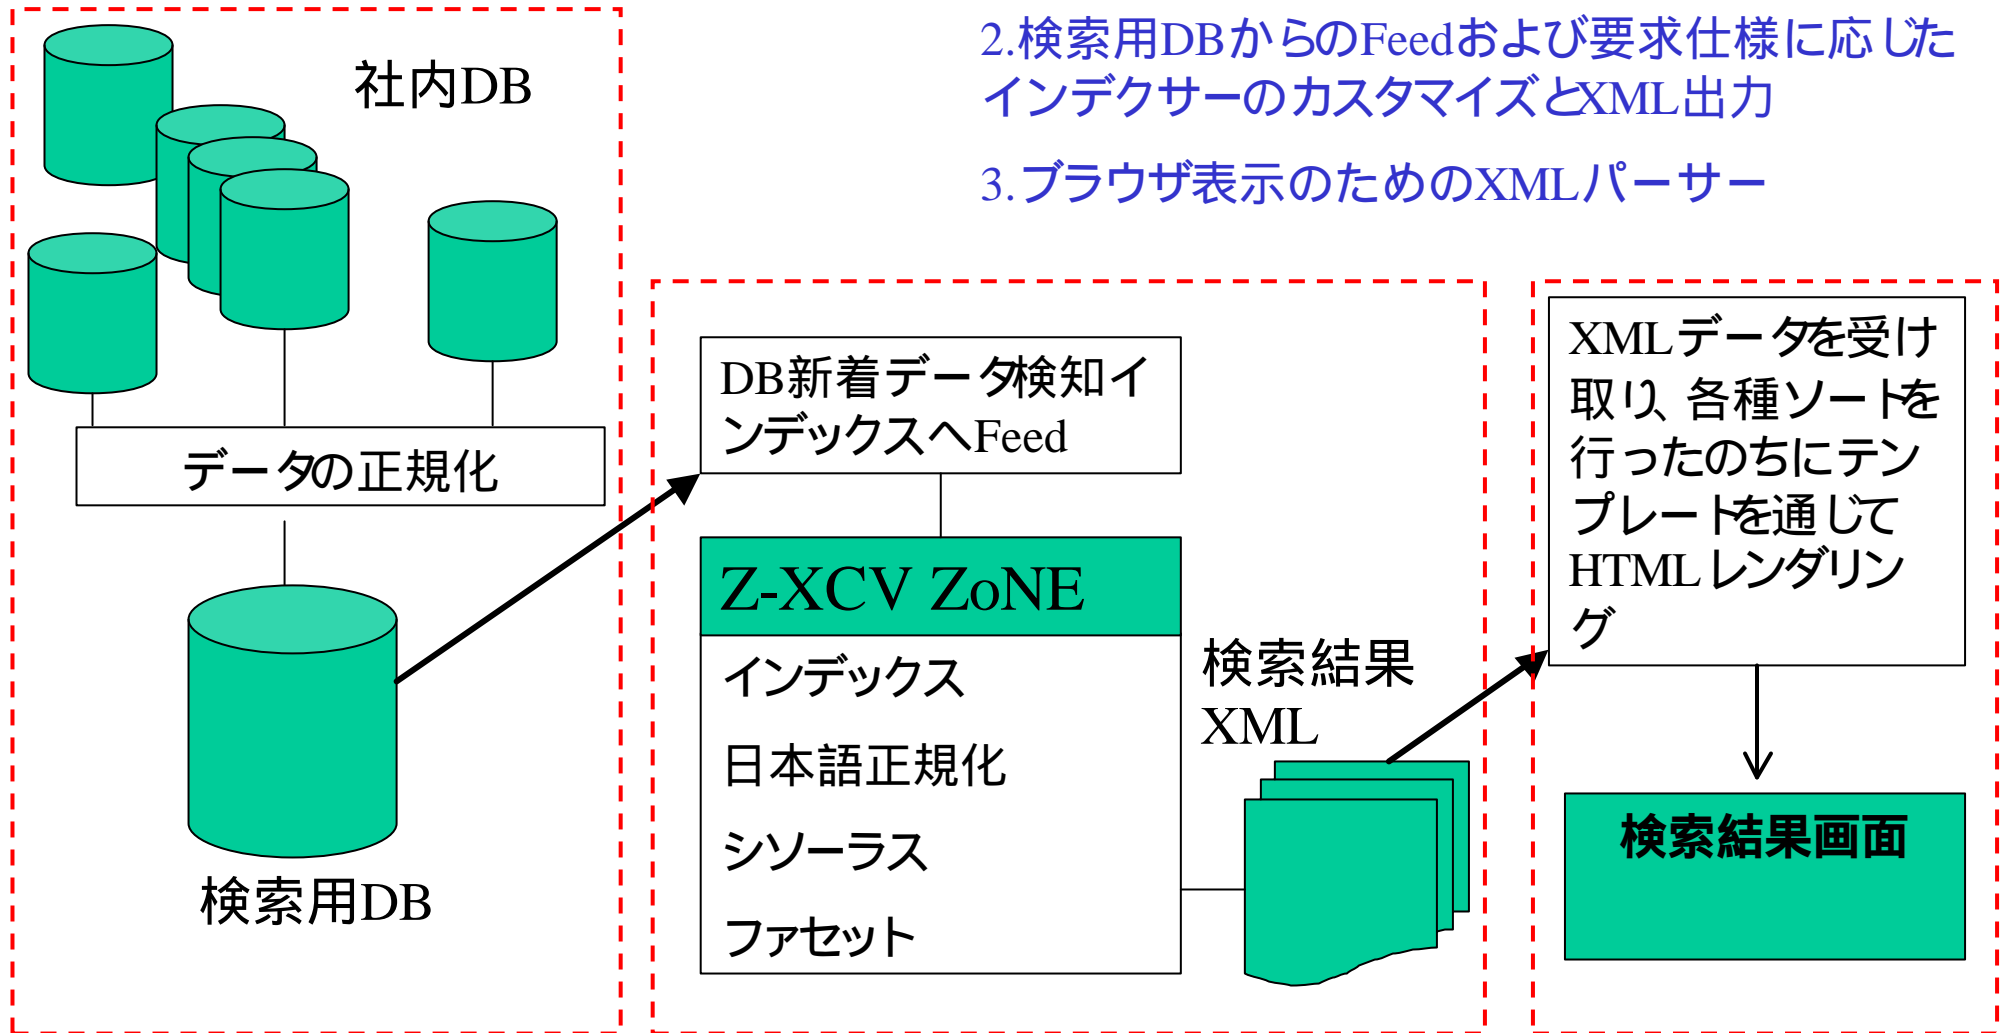 2.検索用DBからのFeedおよび要求仕様に応じた
インデクサーのカスタマイズとXML出力
3.ブラウザ表示のためのXMLパーサー
社内DB
データの正規化
検索用DB
DB新着データ検知イ
ンデックスへFeed
Z-XCV ZoNE
インデックス
日本語正規化
シソーラス
ファセット
検索結果
XML
XMLデータを受け
取り、各種ソートを
行ったのちにテン
プレートを通じて
HTMLレンダリン
グ
検索結果画面